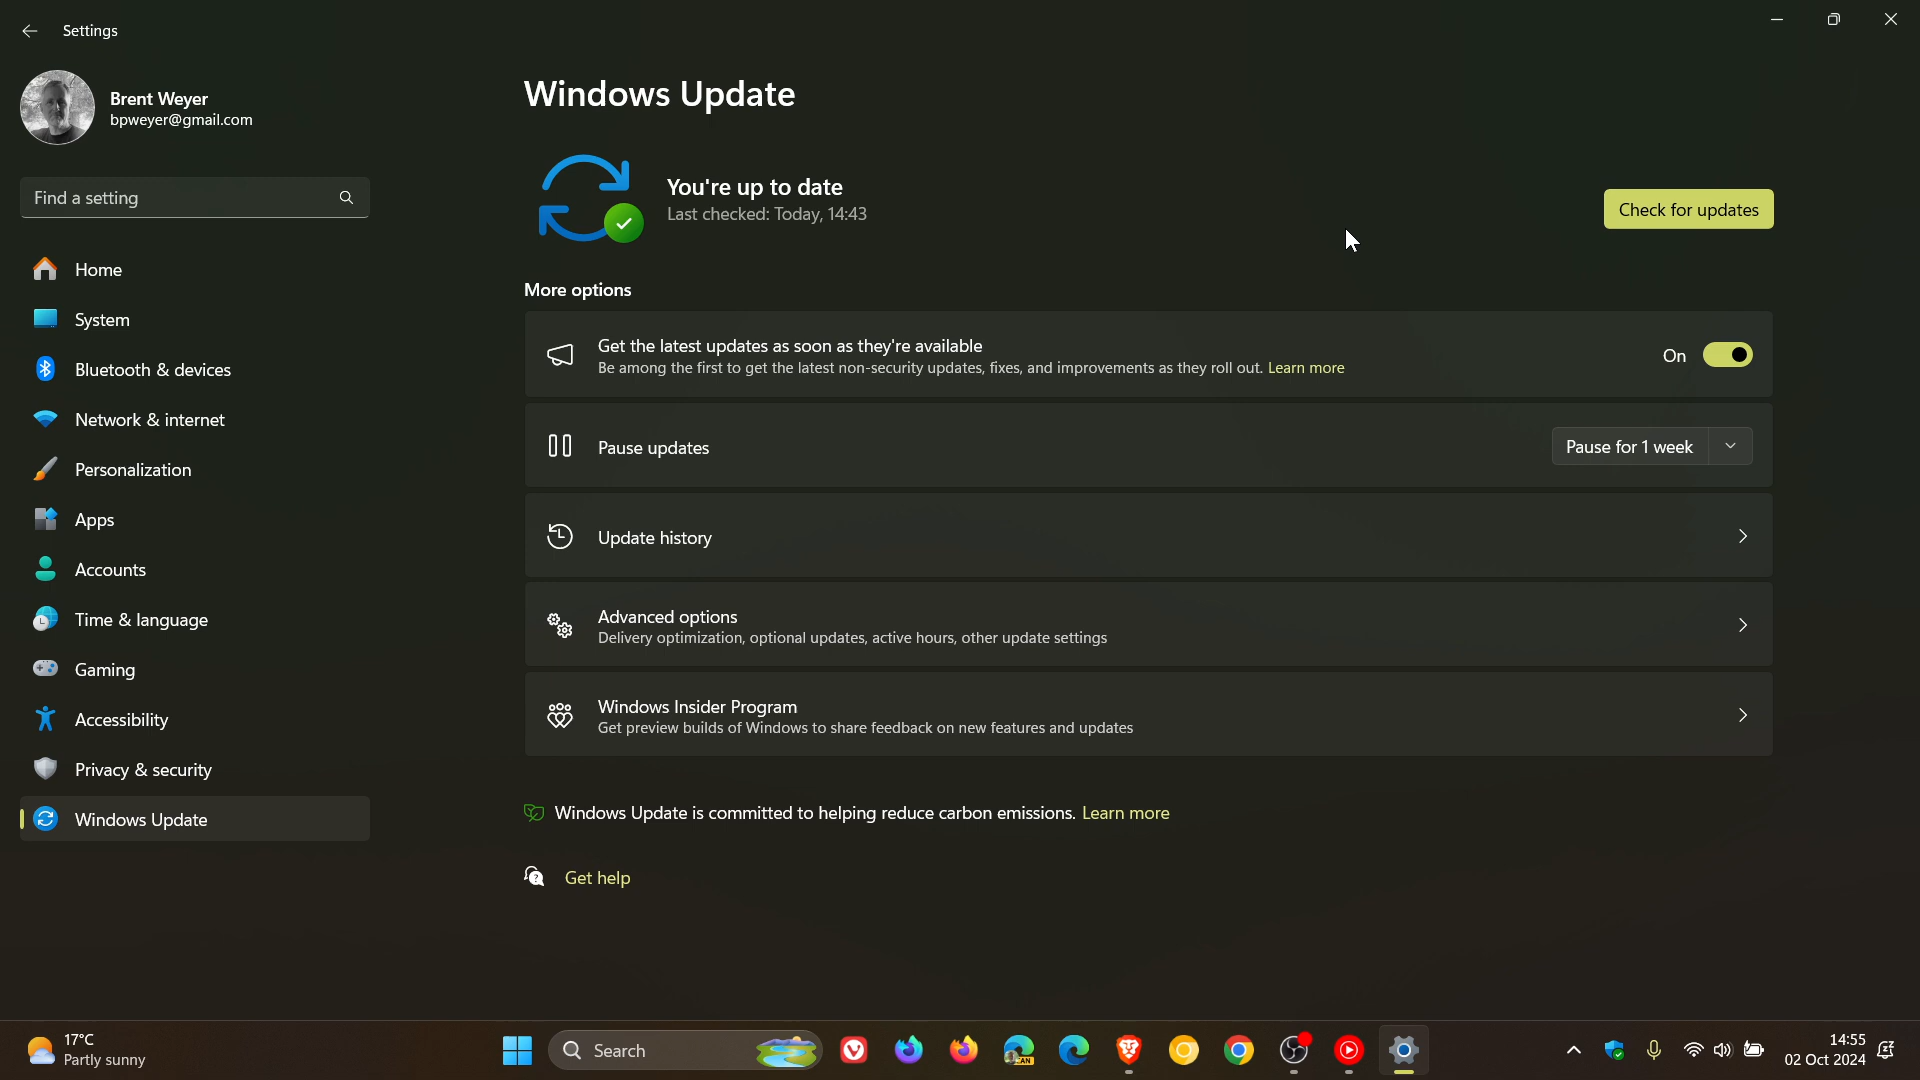 Settings
Brent Weyer
bpweyer@gmail.com
Find a setting
Home
System
Bluetooth & devices
Network & internet
Personalization
Apps
Accounts
Time & language
Gaming
Accessibility
Privacy & security
Windows Update
Windows Update
You're up to date
Last checked: Today, 14:43
Check for updates
More options
Get the latest updates as soon as they're available
Be among the first to get the latest non-security updates, fixes, and improvements as they roll out. Learn more
On
Pause updates
Pause for 1 week
Update history
Advanced options
Delivery optimization, optional updates, active hours, other update settings
Windows Insider Program
Get preview builds of Windows to share feedback on new features and updates
Windows Update is committed to helping reduce carbon emissions. Learn more
Get help
17°C
Partly sunny
Search
CAN
14:55
02 Oct 2024